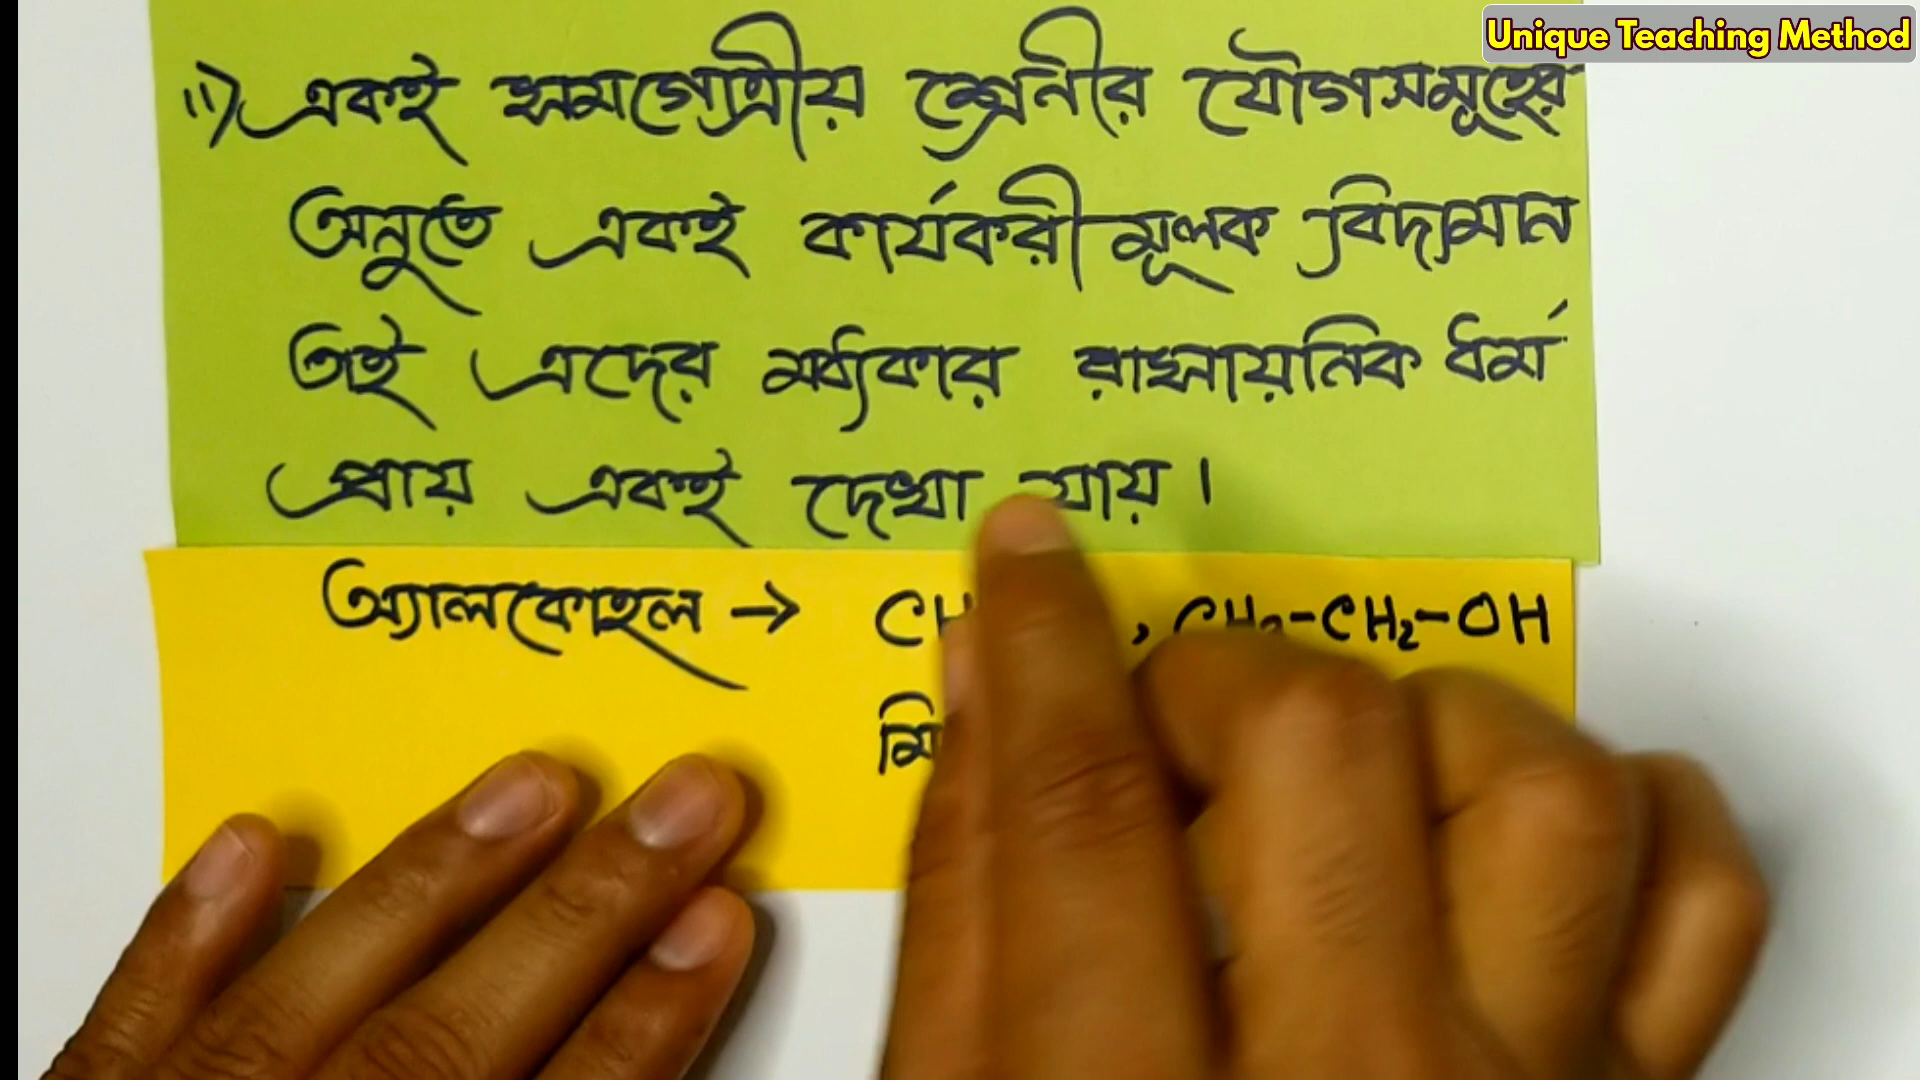 Unique Teaching Method
ii) একই সমগোত্রীয় শ্রেনীর যৌগসমূহের
অনুতে একই কার্যকরী মূলক বিদ্যমান
তাই এদের মধ্যকার রাসায়নিক ধর্ম
প্রায় একই দেখা যায়।
অ্যালকোহল → CH , CH₃-CH₂-OH
মি